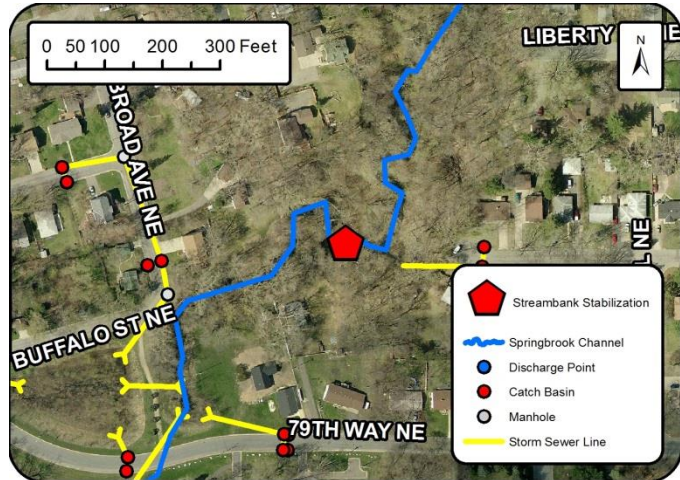 0 50 100 200 300 Feet
LIBERTY
NE
N
BROAD AVE NE
L NE
BUFFALO ST NE
79TH WAY NE
Streambank Stabilization
Springbrook Channel
Discharge Point
Catch Basin
Manhole
Storm Sewer Line